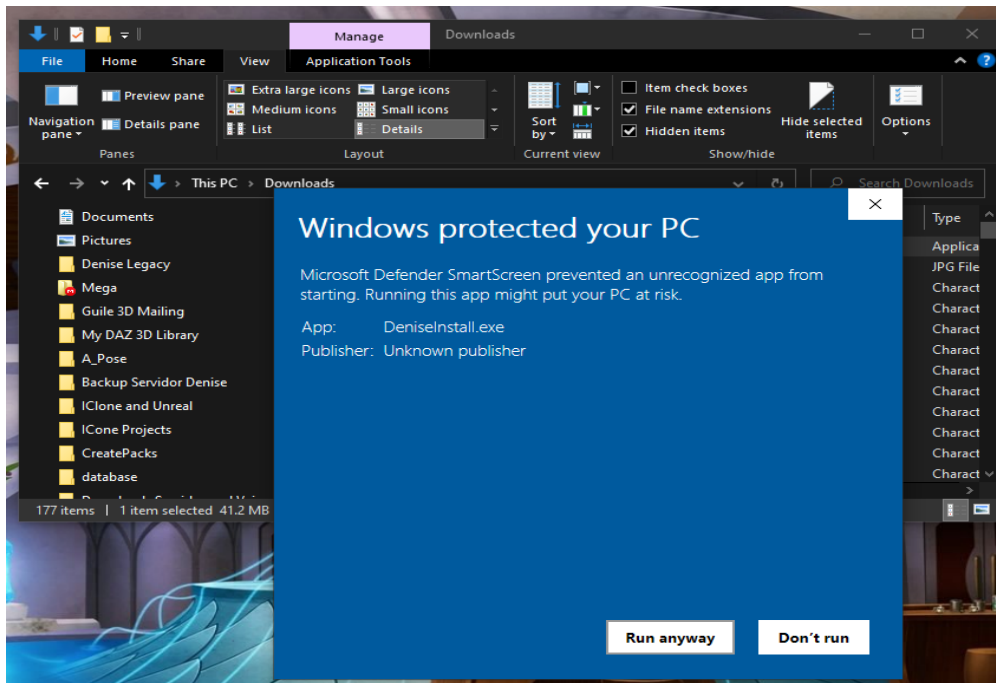 Manage
Downloads
File
Home
Share
View
Application Tools
Navigation pane
Preview pane
Details pane
Panes
Extra large icons
Large icons
Medium icons
Small icons
List
Details
Layout
Sort by
Current view
Item check boxes
File name extensions
Hidden items
Hide selected items
Show/hide
Options
This PC > Downloads
Search Downloads
Documents
Pictures
Denise Legacy
Mega
Guile 3D Mailing
My DAZ 3D Library
A_Pose
Backup Servidor Denise
IClone and Unreal
ICone Projects
CreatePacks
database
177 items | 1 item selected 41.2 MB
Windows protected your PC
Microsoft Defender SmartScreen prevented an unrecognized app from
starting. Running this app might put your PC at risk.
App: DeniseInstall.exe
Publisher: Unknown publisher
Run anyway
Don't run
Type
Applica
JPG File
Charact
Charact
Charact
Charact
Charact
Charact
Charact
Charact
Charact
Charact